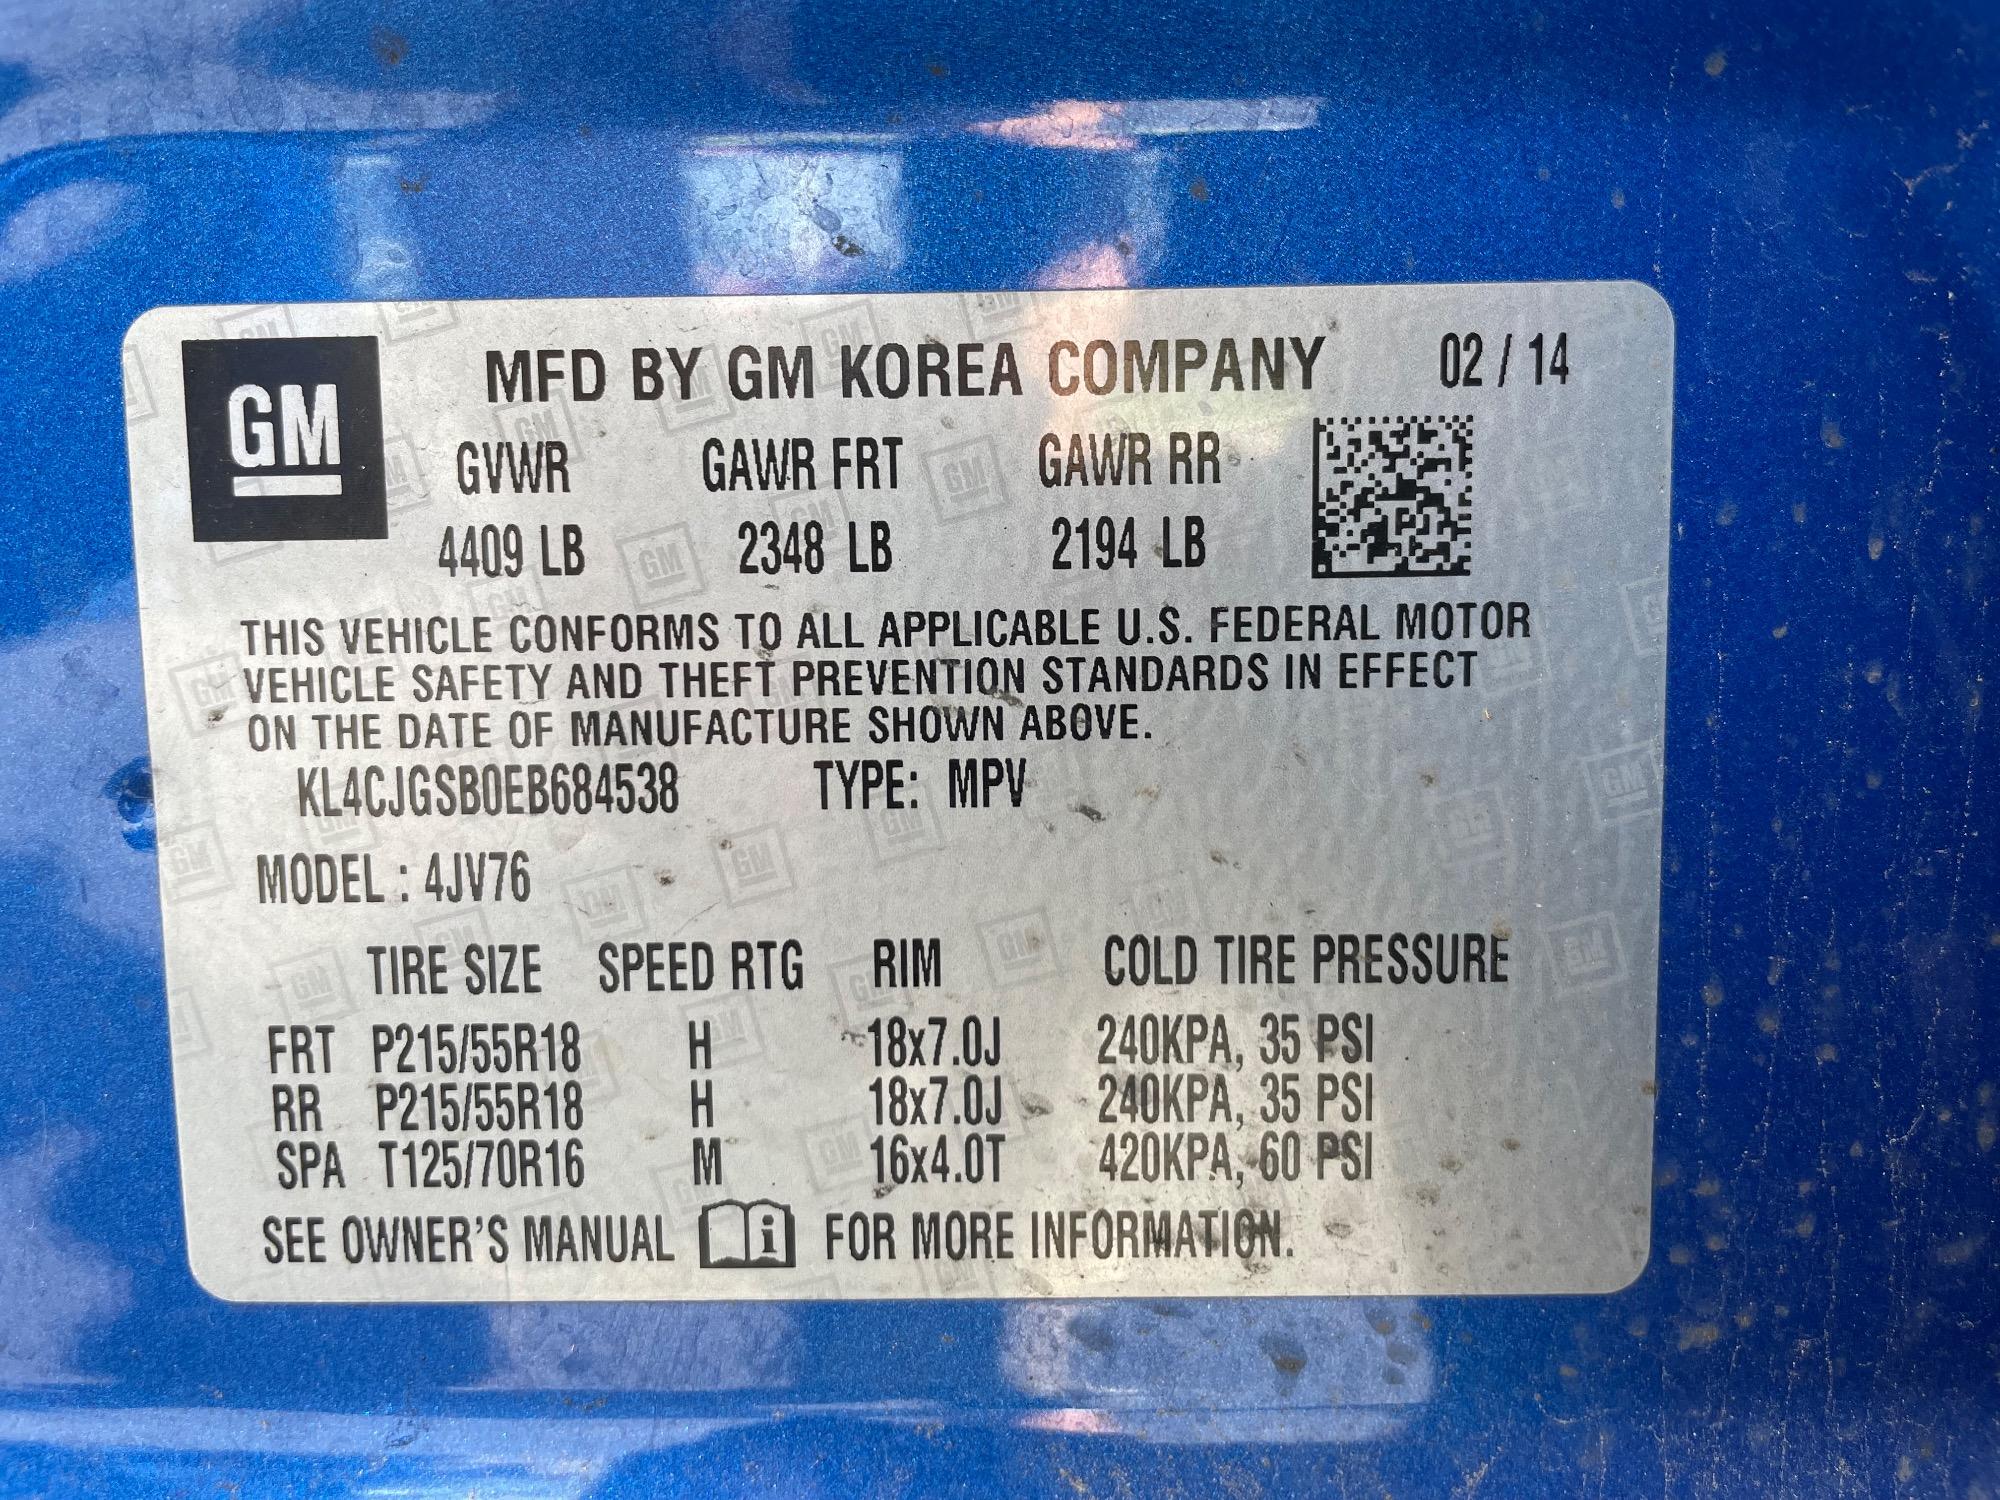 GM
MFD BY GM KOREA COMPANY 02 / 14
GVWR GAWR FRT GAWR RR
4409 LB 2348 LB 2194 LB
THIS VEHICLE CONFORMS TO ALL APPLICABLE U.S. FEDERAL MOTOR
VEHICLE SAFETY AND THEFT PREVENTION STANDARDS IN EFFECT
ON THE DATE OF MANUFACTURE SHOWN ABOVE.
KL4CJGSB0EB684538 TYPE: MPV
MODEL : 4JV76
TIRE SIZE SPEED RTG RIM COLD TIRE PRESSURE
FRT P215/55R18 H 18x7.0J 240KPA, 35 PSI
RR P215/55R18 H 18x7.0J 240KPA, 35 PSI
SPA T125/70R16 M 16x4.0T 420KPA, 60 PSI
SEE OWNER'S MANUAL i FOR MORE INFORMATION.